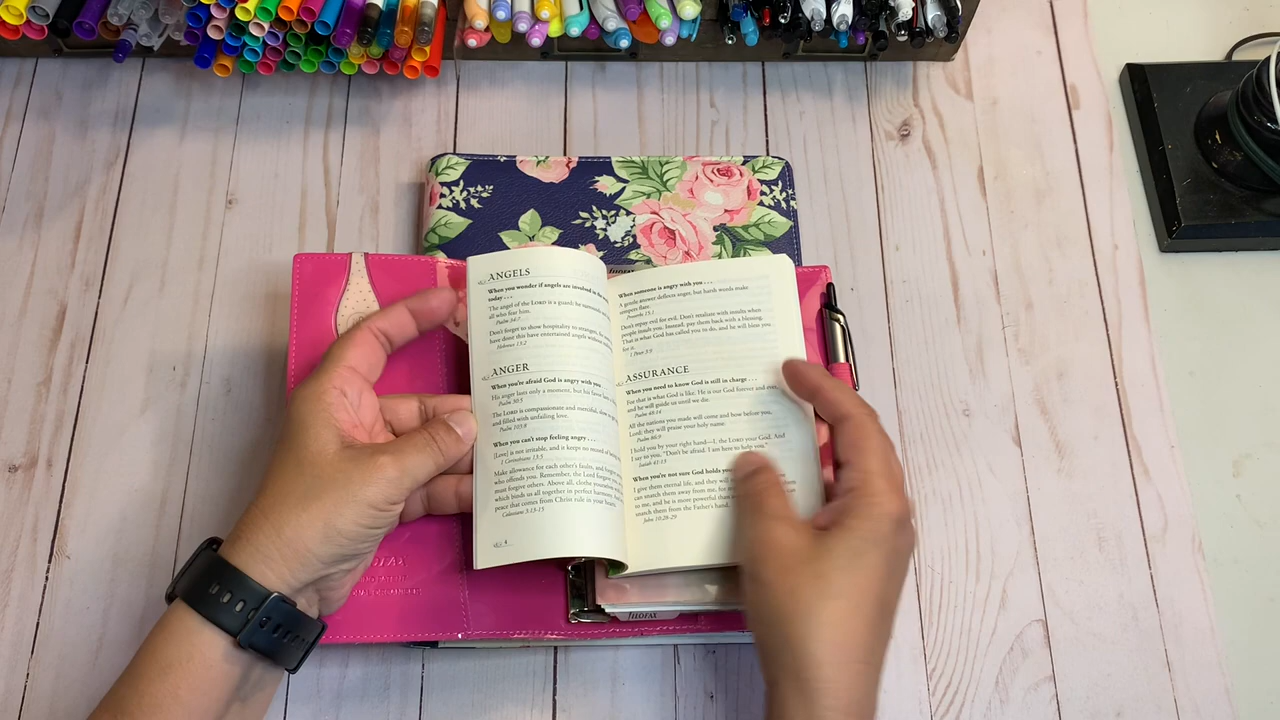 ANGELS
When you wonder if angels are involved in the
today . . .
The angel of the LORD is a guard; he surrounds
all who fear him.
Psalm 34:7
Don't forget to show hospitality to strangers, for
have done this have entertained angels without
Hebrews 13:2
ANGER
When you're afraid God is angry with you . . .
His anger lasts only a moment, but his favor lasts
Psalm 30:5
The LORD is compassionate and merciful, slow to
and filled with unfailing love.
Psalm 103:8
When you can't stop feeling angry . . .
[Love] is not irritable, and it keeps no record of
1 Corinthians 13:5
Make allowance for each other's faults, and forgive
who offends you. Remember, the Lord forgave
must forgive others. Above all, clothe yourselves
which binds us all together in perfect harmony. And
peace that comes from Christ rule in your hearts.
Colossians 3:13-15
4
When someone is angry with you . . .
A gentle answer deflects anger, but harsh words make
tempers flare.
Proverbs 15:1
Don't repay evil for evil. Don't retaliate with insults when
people insult you. Instead, pay them back with a blessing.
That is what God has called you to do, and he will bless you
for it.
1 Peter 3:9
ASSURANCE
When you need to know God is still in charge . . .
For that is what God is like. He is our God forever and ever,
and he will guide us until we die.
Psalm 48:14
All the nations you made will come and bow before you,
Lord; they will praise your holy name.
Psalm 86:9
I hold you by your right hand—I, the LORD your God. And
I say to you, "Don't be afraid. I am here to help you."
Isaiah 41:13
When you're not sure God holds you
I give them eternal life, and they will
can snatch them away from me, for
to me, and he is more powerful than
snatch them from the Father's hand.
John 10:28-29
filofax